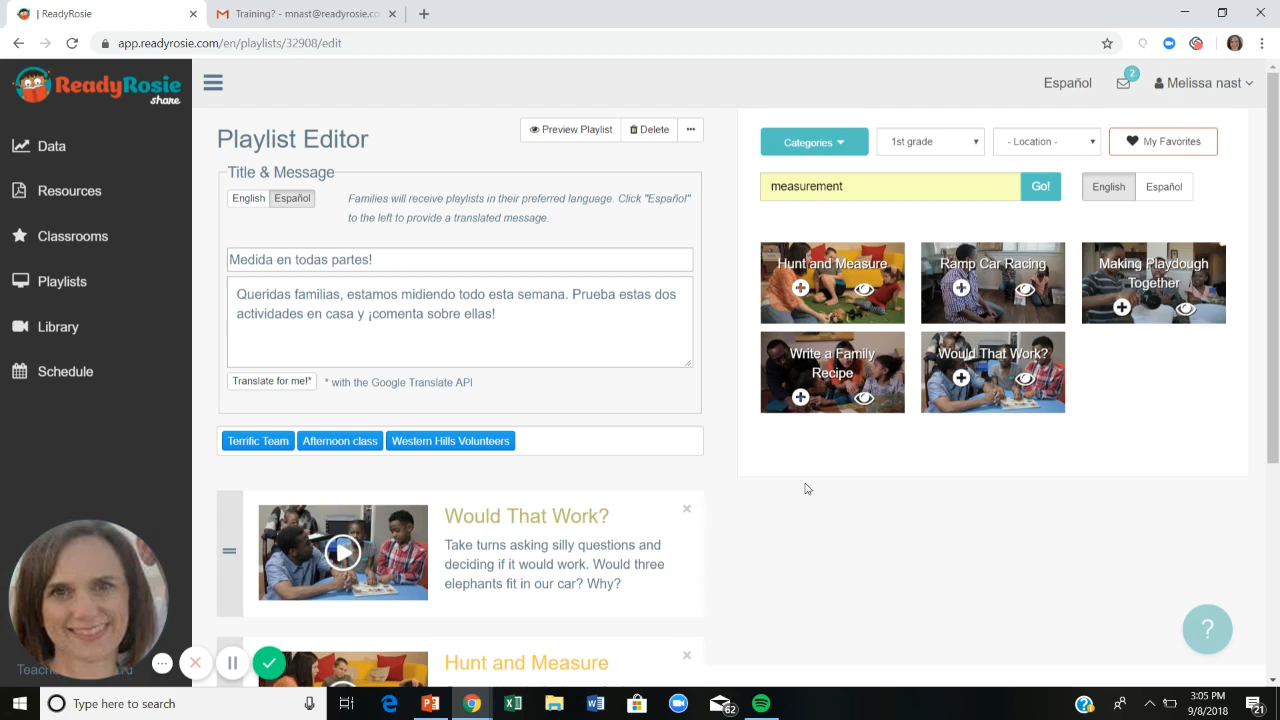 | ReadyRosie
Training? - mnast@readyrosie.co
app.readyrosie.com/en/playlists/32908/edit
ReadyRosie
share
Español
2
Melissa nast
Data
Resources
Classrooms
Playlists
Library
Schedule
Playlist Editor
Preview Playlist
Delete
Title & Message
English
Español
Families will receive playlists in their preferred language. Click "Español"
to the left to provide a translated message.
Medida en todas partes!
Queridas familias, estamos midiendo todo esta semana. Prueba estas dos
actividades en casa y ¡comenta sobre ellas!
Translate for me!*
* with the Google Translate API
Terrific Team
Afternoon class
Western Hills Volunteers
Would That Work?
Take turns asking silly questions and
deciding if it would work. Would three
elephants fit in our car? Why?
Hunt and Measure
Categories
1st grade
- Location -
My Favorites
measurement
Go!
English
Español
Hunt and Measure
Ramp Car Racing
Making Playdough
Together
Write a Family
Recipe
Would That Work?
?
Type here to search
62
3:05 PM
9/8/2018
21